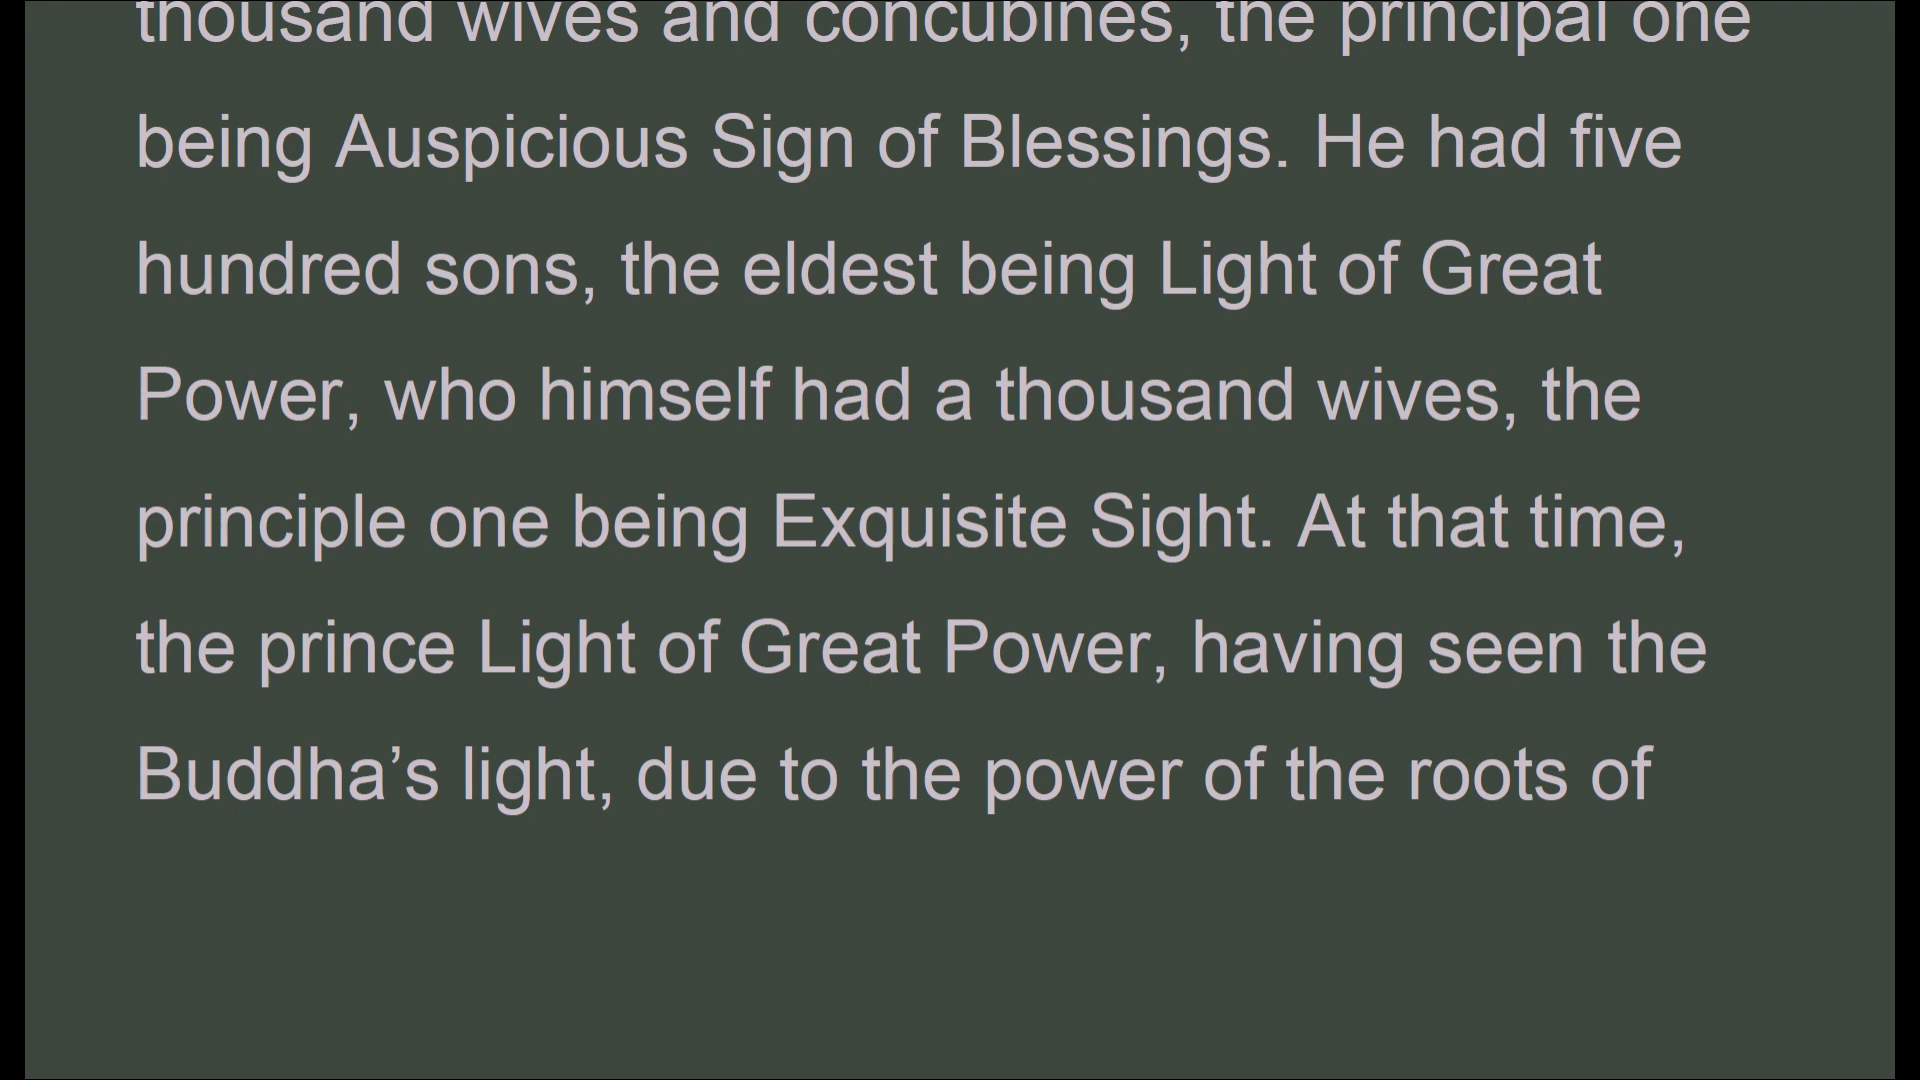 thousand wives and concubines, the principal one
being Auspicious Sign of Blessings. He had five
hundred sons, the eldest being Light of Great
Power, who himself had a thousand wives, the
principle one being Exquisite Sight. At that time,
the prince Light of Great Power, having seen the
Buddha’s light, due to the power of the roots of